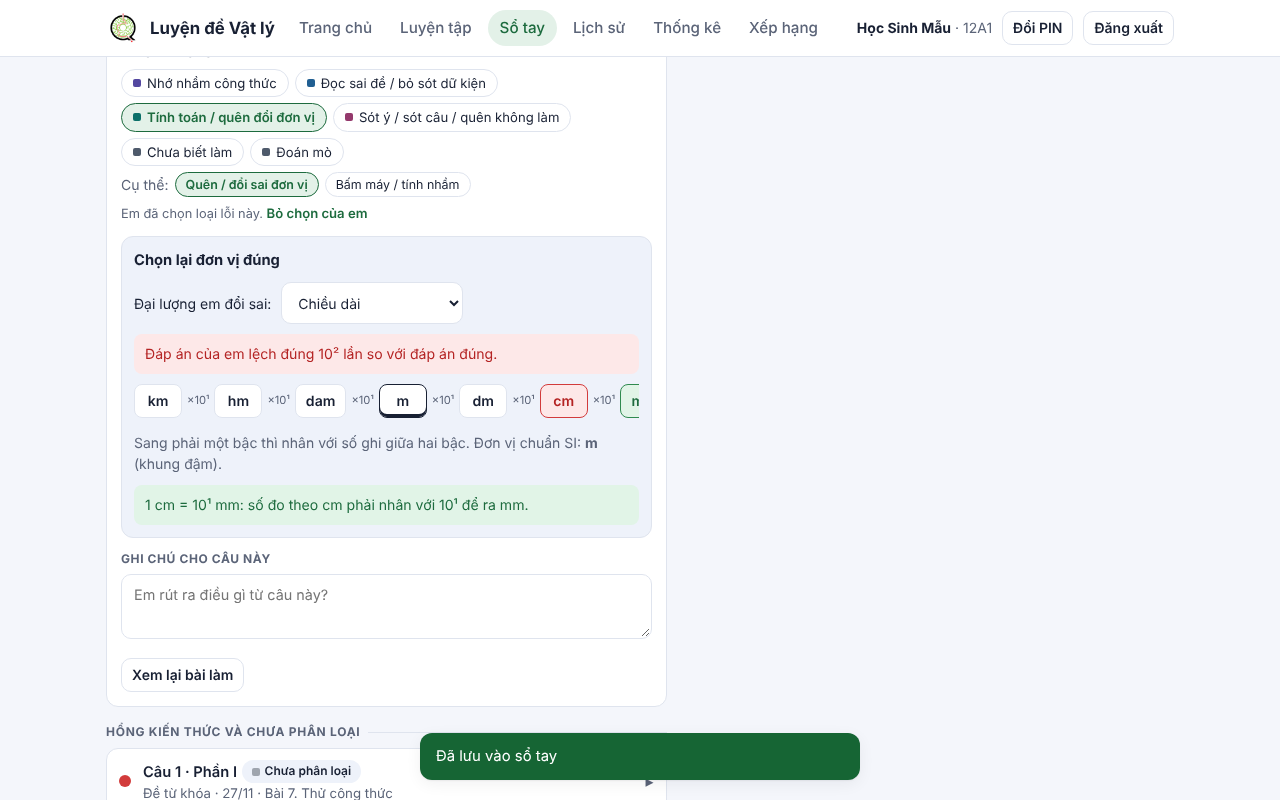 Luyện đề Vật lý Trang chủ Luyện tập Sổ tay Lịch sử Thống kê Xếp hạng Học Sinh Mẫu · 12A1 Đổi PIN Đăng xuất
Nhớ nhầm công thức Đọc sai đề / bỏ sót dữ kiện
Tính toán / quên đổi đơn vị Sót ý / sót câu / quên không làm
Chưa biết làm Đoán mò
Cụ thể: Quên / đổi sai đơn vị Bấm máy / tính nhầm
Em đã chọn loại lỗi này. Bỏ chọn của em
Chọn lại đơn vị đúng
Đại lượng em đổi sai: Chiều dài
Đáp án của em lệch đúng 10² lần so với đáp án đúng.
km ×10¹ hm ×10¹ dam ×10¹ m ×10¹ dm ×10¹ cm ×10¹
Sang phải một bậc thì nhân với số ghi giữa hai bậc. Đơn vị chuẩn SI: m
(khung đậm).
1 cm = 10¹ mm: số đo theo cm phải nhân với 10¹ để ra mm.
GHI CHÚ CHO CÂU NÀY
Em rút ra điều gì từ câu này?
Xem lại bài làm
HỔNG KIẾN THỨC VÀ CHƯA PHÂN LOẠI
Đã lưu vào sổ tay
Câu 1 · Phần I Chưa phân loại
Đề từ khóa · 27/11 · Bài 7. Thử công thức